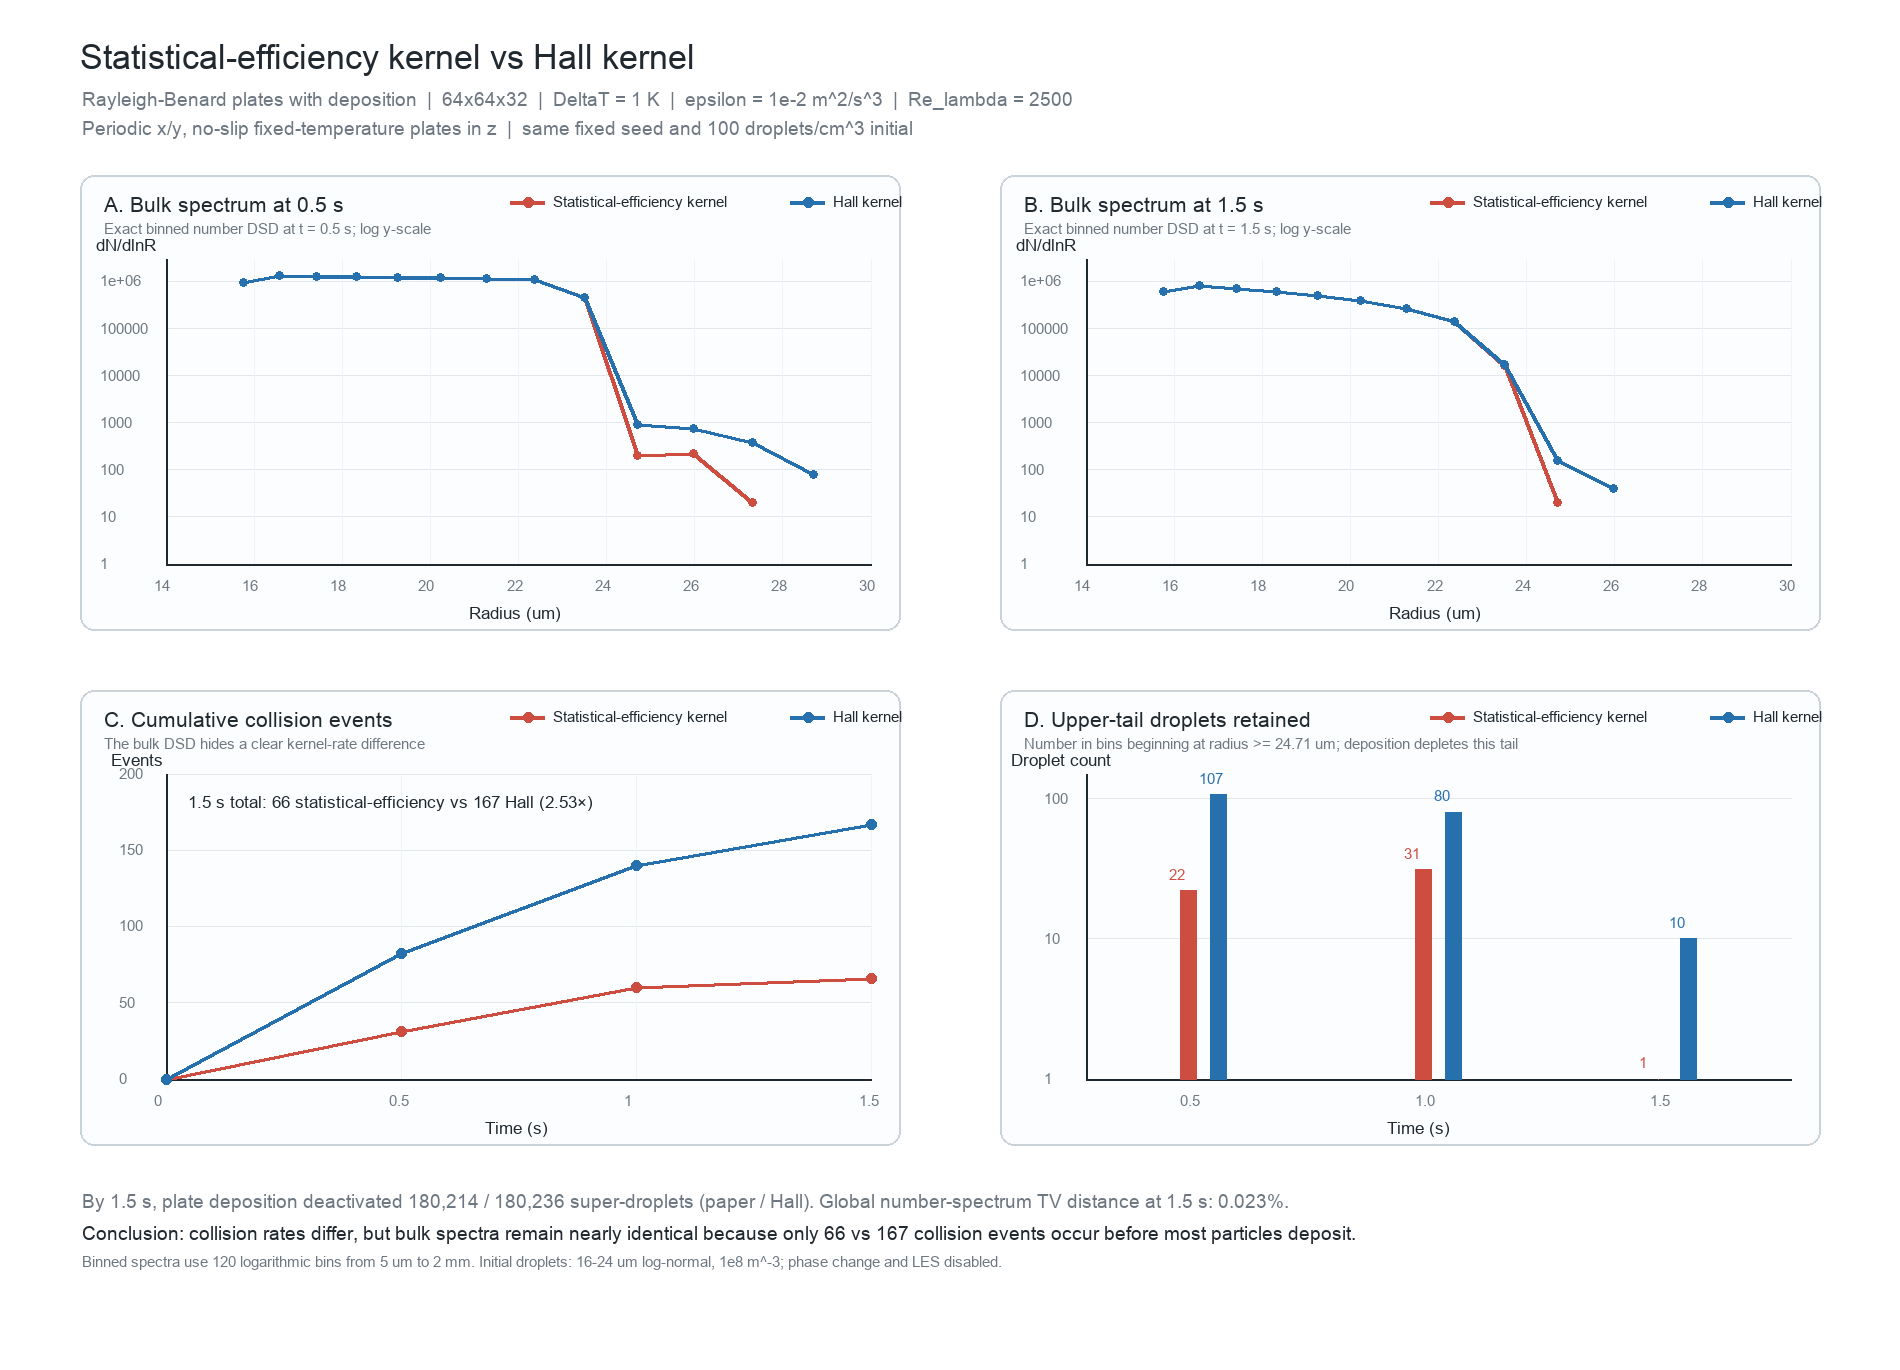 Statistical-efficiency kernel vs Hall kernel
Rayleigh-Benard plates with deposition | 64x64x32 | DeltaT = 1 K | epsilon = 1e-2 m^2/s^3 | Re_lambda = 2500
Periodic x/y, no-slip fixed-temperature plates in z | same fixed seed and 100 droplets/cm^3 initial
A. Bulk spectrum at 0.5 s
Statistical-efficiency kernel
Hall kernel
Exact binned number DSD at t = 0.5 s; log y-scale
dN/dlnR
1e+06
100000
10000
1000
100
10
1
14 16 18 20 22 24 26 28 30
Radius (um)
B. Bulk spectrum at 1.5 s
Statistical-efficiency kernel
Hall kernel
Exact binned number DSD at t = 1.5 s; log y-scale
dN/dlnR
1e+06
100000
10000
1000
100
10
1
14 16 18 20 22 24 26 28 30
Radius (um)
C. Cumulative collision events
Statistical-efficiency kernel
Hall kernel
The bulk DSD hides a clear kernel-rate difference
Events
200
1.5 s total: 66 statistical-efficiency vs 167 Hall (2.53×)
150
100
50
0
0 0.5 1 1.5
Time (s)
D. Upper-tail droplets retained
Statistical-efficiency kernel
Hall kernel
Number in bins beginning at radius >= 24.71 um; deposition depletes this tail
Droplet count
107
100
80
31
22
10
10
1
1
0.5 1.0 1.5
Time (s)
By 1.5 s, plate deposition deactivated 180,214 / 180,236 super-droplets (paper / Hall). Global number-spectrum TV distance at 1.5 s: 0.023%.
Conclusion: collision rates differ, but bulk spectra remain nearly identical because only 66 vs 167 collision events occur before most particles deposit.
Binned spectra use 120 logarithmic bins from 5 um to 2 mm. Initial droplets: 16-24 um log-normal, 1e8 m^-3; phase change and LES disabled.